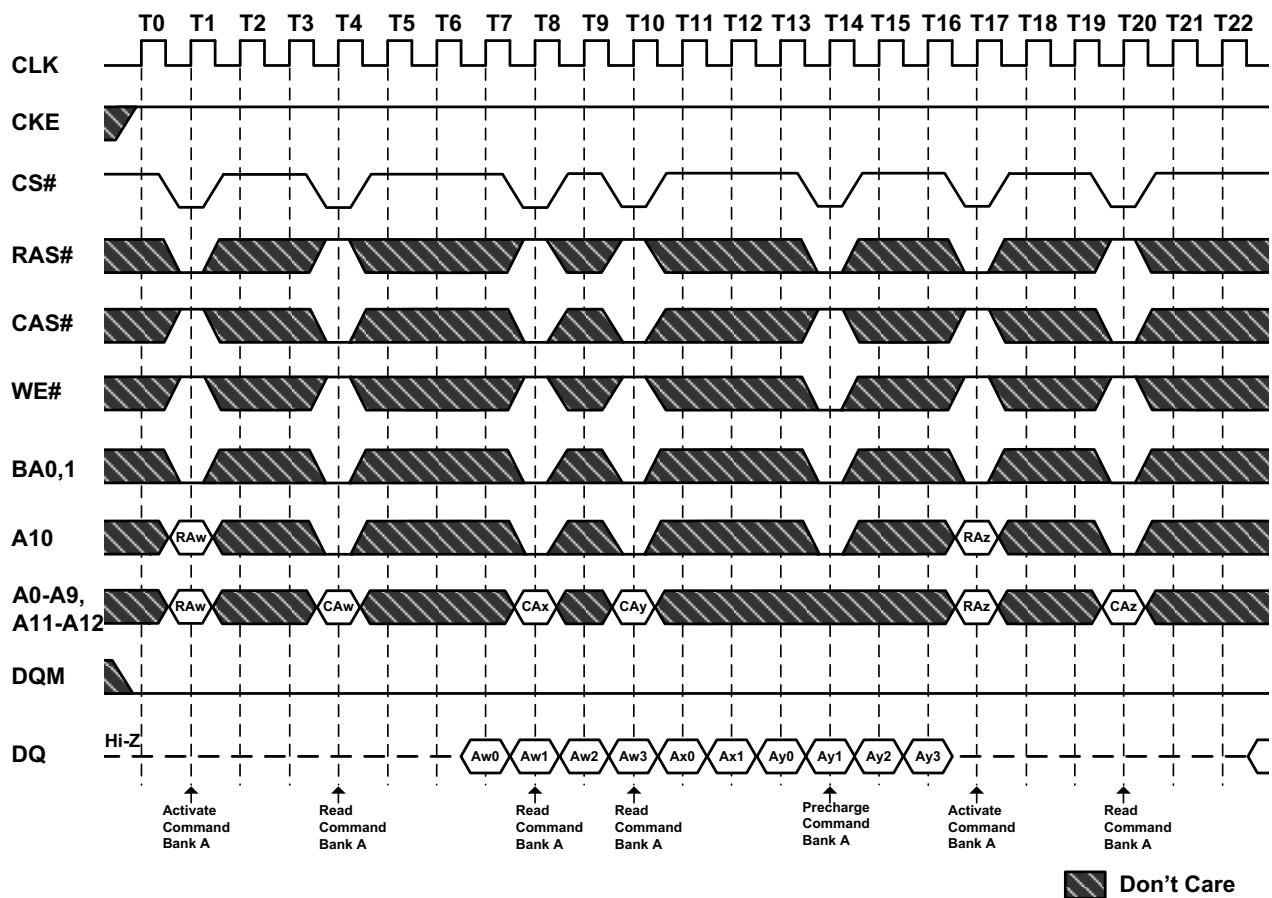 T0 T1 T2 T3 T4 T5 T6 T7 T8 T9 T10 T11 T12 T13 T14 T15 T16 T17 T18 T19 T20 T21 T22
CLK
CKE
CS#
RAS#
CAS#
WE#
BA0,1
A10 RAw RAz
A0-A9,
A11-A12 RAw CAw CAx CAy RAz CAz
DQM
DQ Hi-Z Aw0 Aw1 Aw2 Aw3 Ax0 Ax1 Ay0 Ay1 Ay2 Ay3
Activate
Command
Bank A
Read
Command
Bank A
Read
Command
Bank A
Read
Command
Bank A
Precharge
Command
Bank A
Activate
Command
Bank A
Read
Command
Bank A
Don't Care